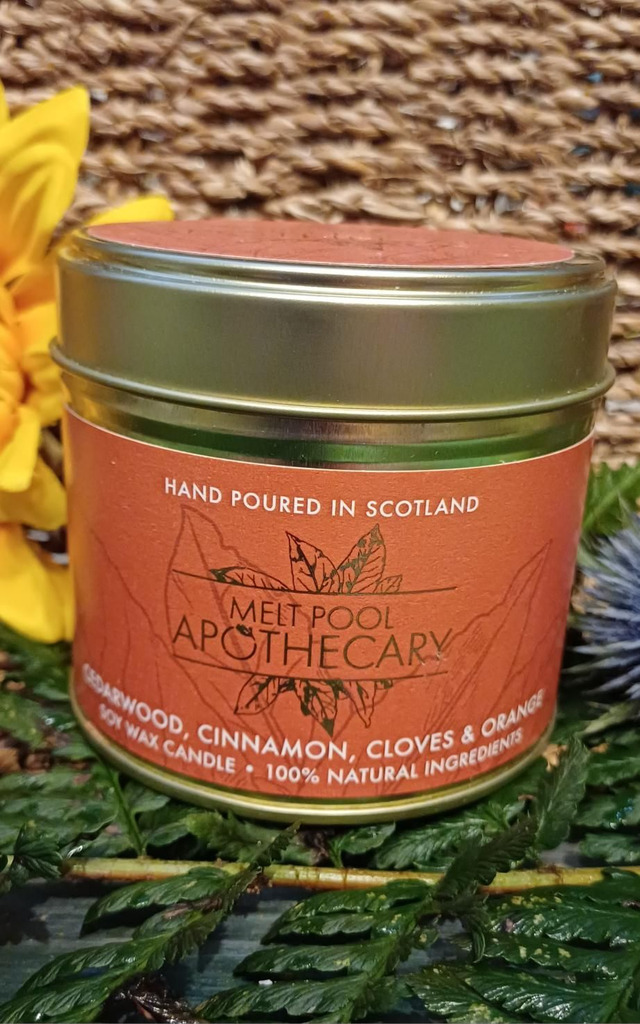 HAND POURED IN SCOTLAND
MELT POOL
APOTHECARY
CEDARWOOD, CINNAMON, CLOVES & ORANGE
SOY WAX CANDLE • 100% NATURAL INGREDIENTS